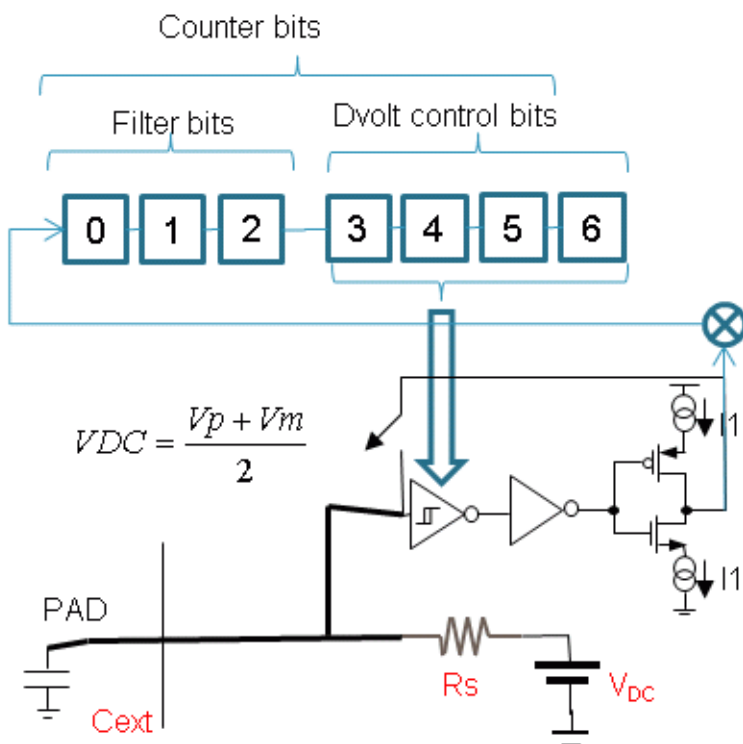 Counter bits
Filter bits
Dvolt control bits
0 1 2 3 4 5 6
I1
VDC = (Vp + Vm) / 2
I1
PAD
Rs
V_DC
Cext